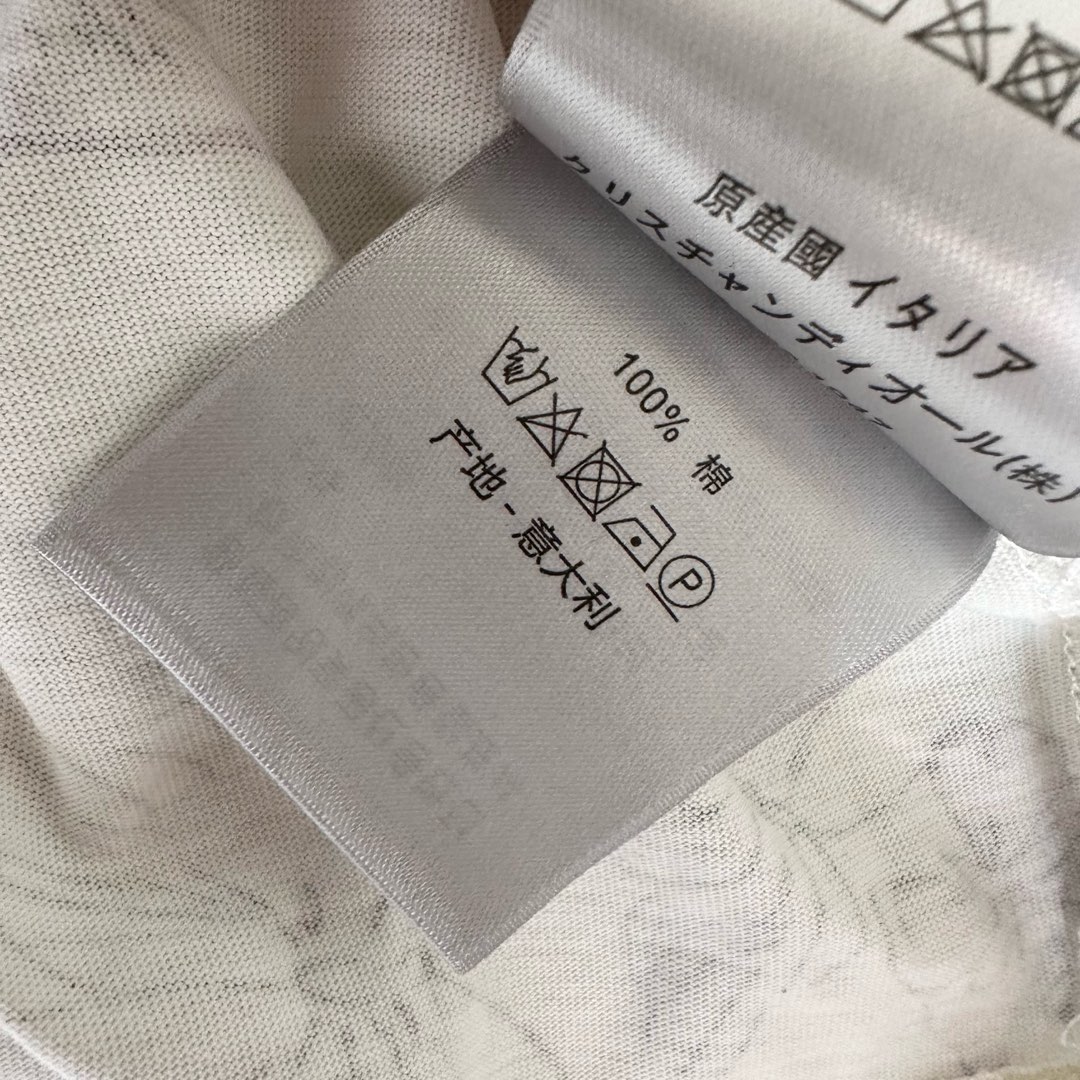 原産國 イタリア
クリスチャンディオール(株)
100% 棉
P
产地 - 意大利